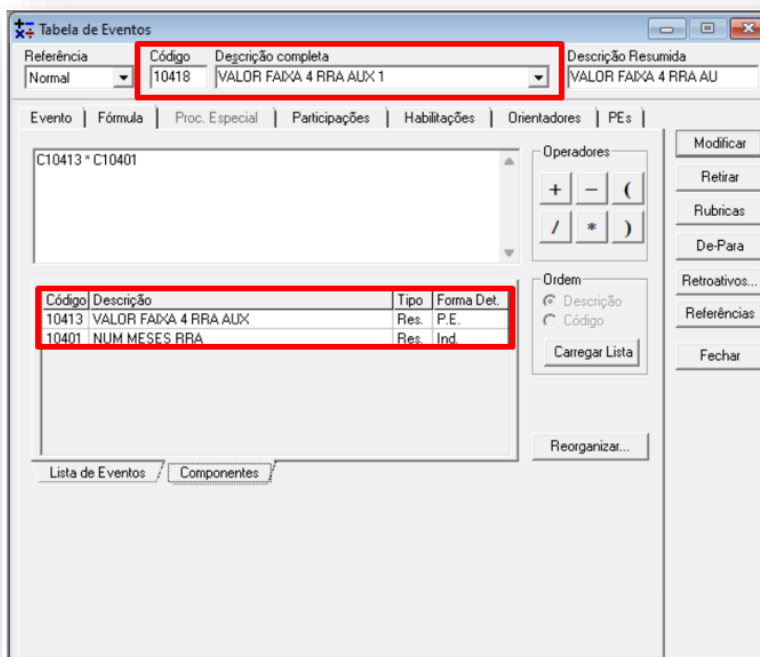 Tabela de Eventos
Referência Código Descrição completa Descrição Resumida
Normal 10418 VALOR FAIXA 4 RRA AUX 1 VALOR FAIXA 4 RRA AU
Evento Fórmula Proc. Especial Participações Habilitações Orientadores PEs
C10413 * C10401
Operadores
+ − (
/ * )
Modificar
Retirar
Rubricas
De-Para
Retroativos...
Referências
Fechar
Código Descrição Tipo Forma Det.
10413 VALOR FAIXA 4 RRA AUX Res. P.E.
10401 NUM MESES RRA Res. Ind.
Ordem
Descrição
Código
Carregar Lista
Reorganizar...
Lista de Eventos Componentes